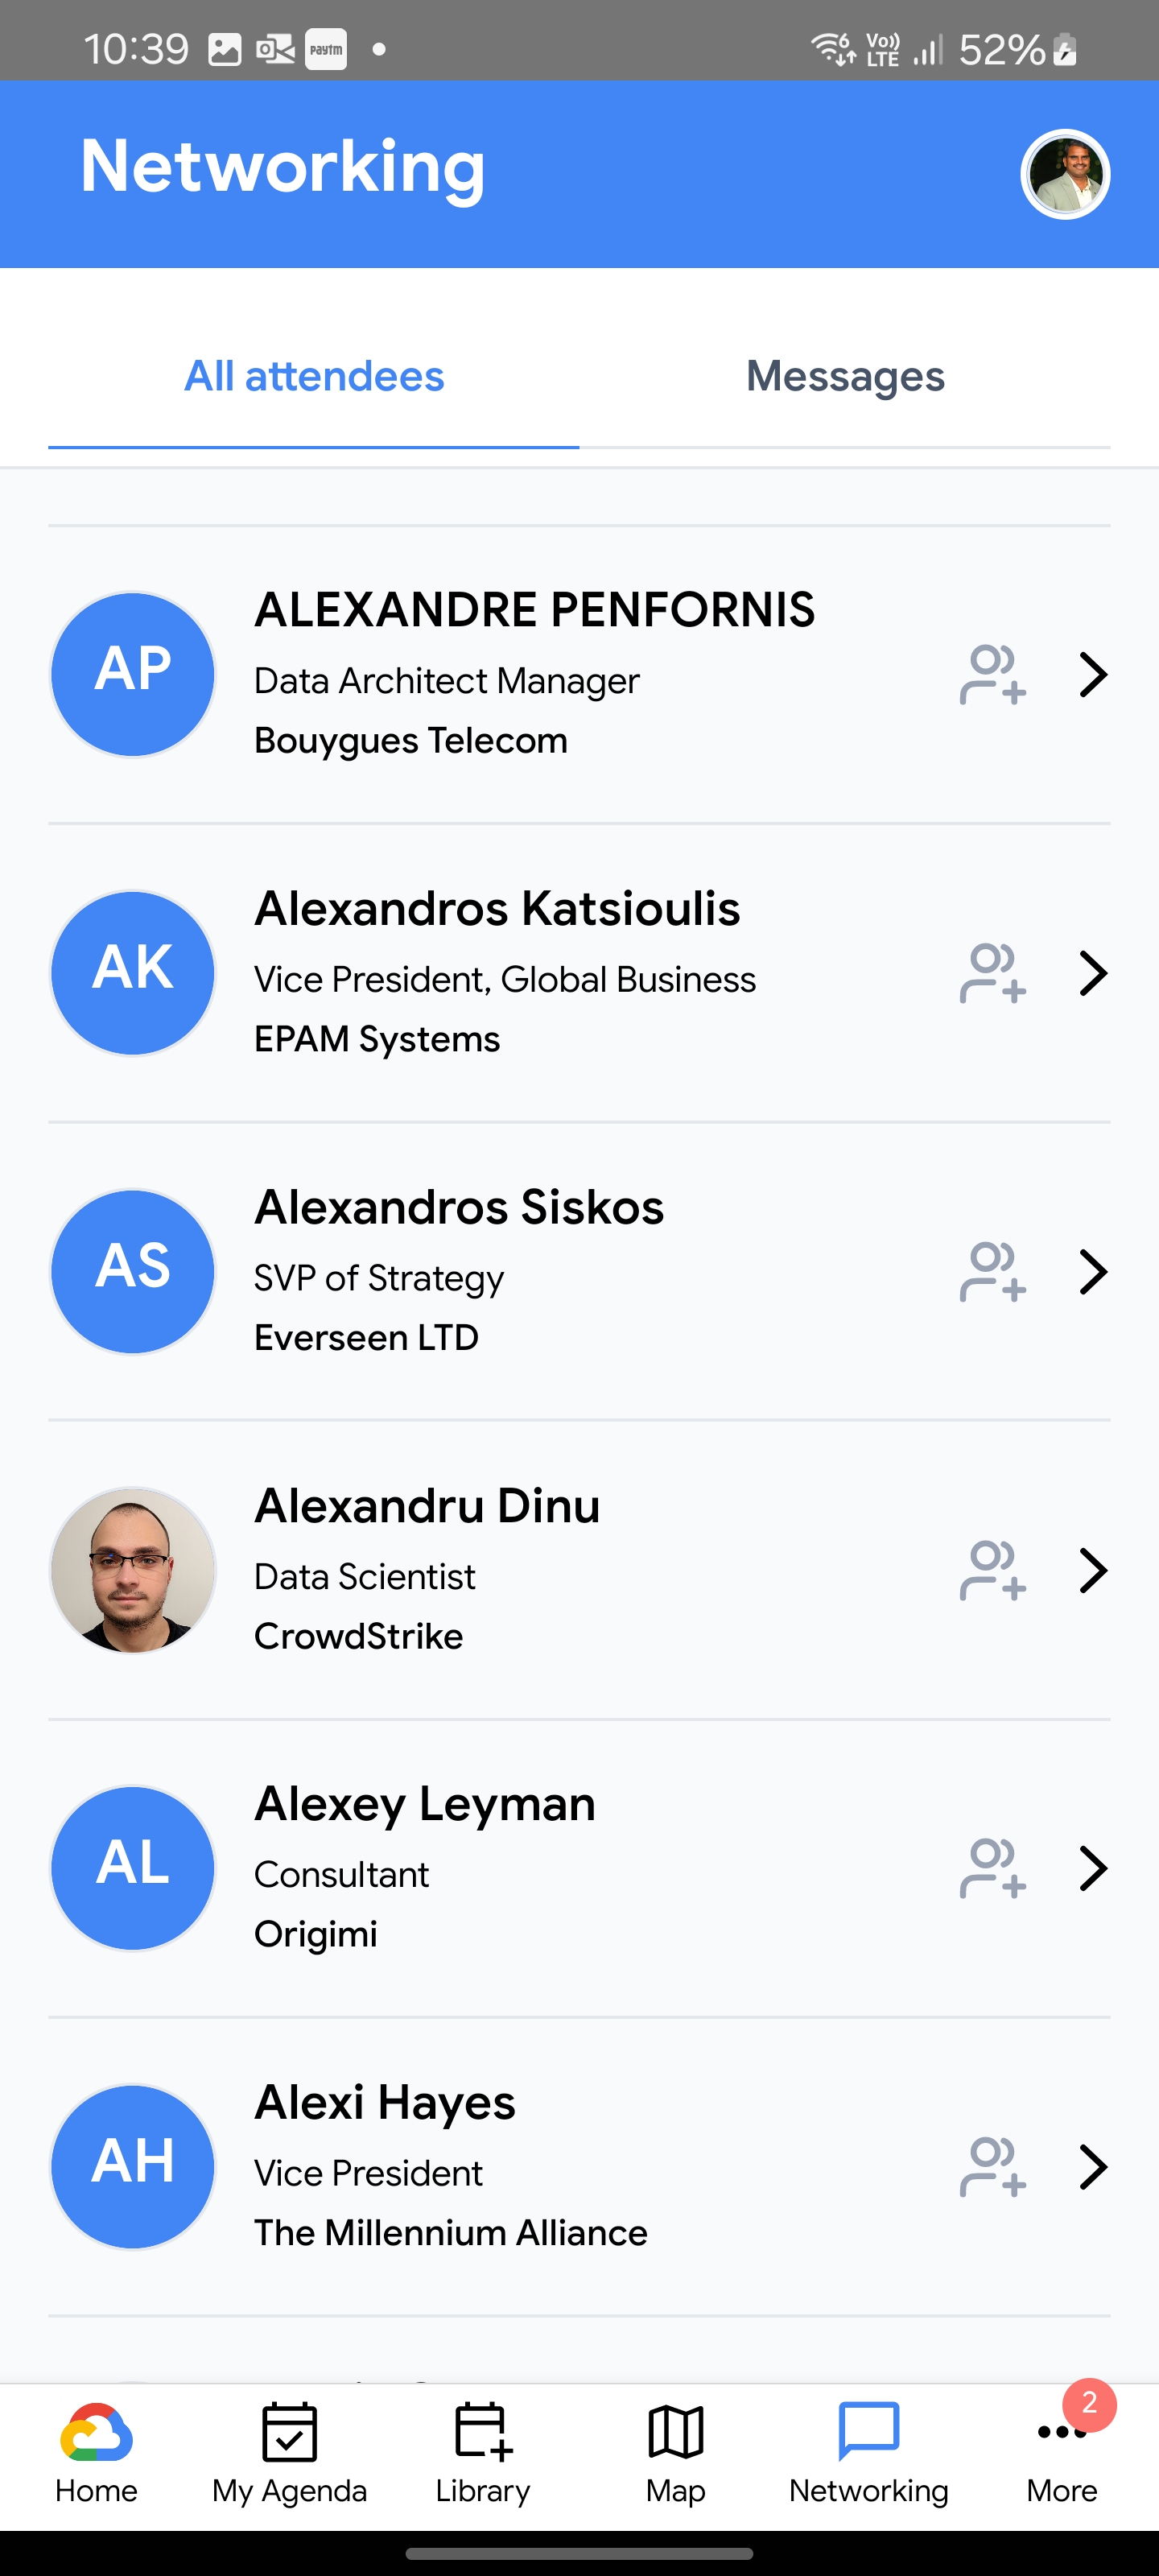 10:39 paytm Vo)) LTE 52%
Networking
All attendees Messages
AP
ALEXANDRE PENFORNIS
Data Architect Manager
Bouygues Telecom
AK
Alexandros Katsioulis
Vice President, Global Business
EPAM Systems
AS
Alexandros Siskos
SVP of Strategy
Everseen LTD
Alexandru Dinu
Data Scientist
CrowdStrike
AL
Alexey Leyman
Consultant
Origimi
AH
Alexi Hayes
Vice President
The Millennium Alliance
2
Home My Agenda Library Map Networking More